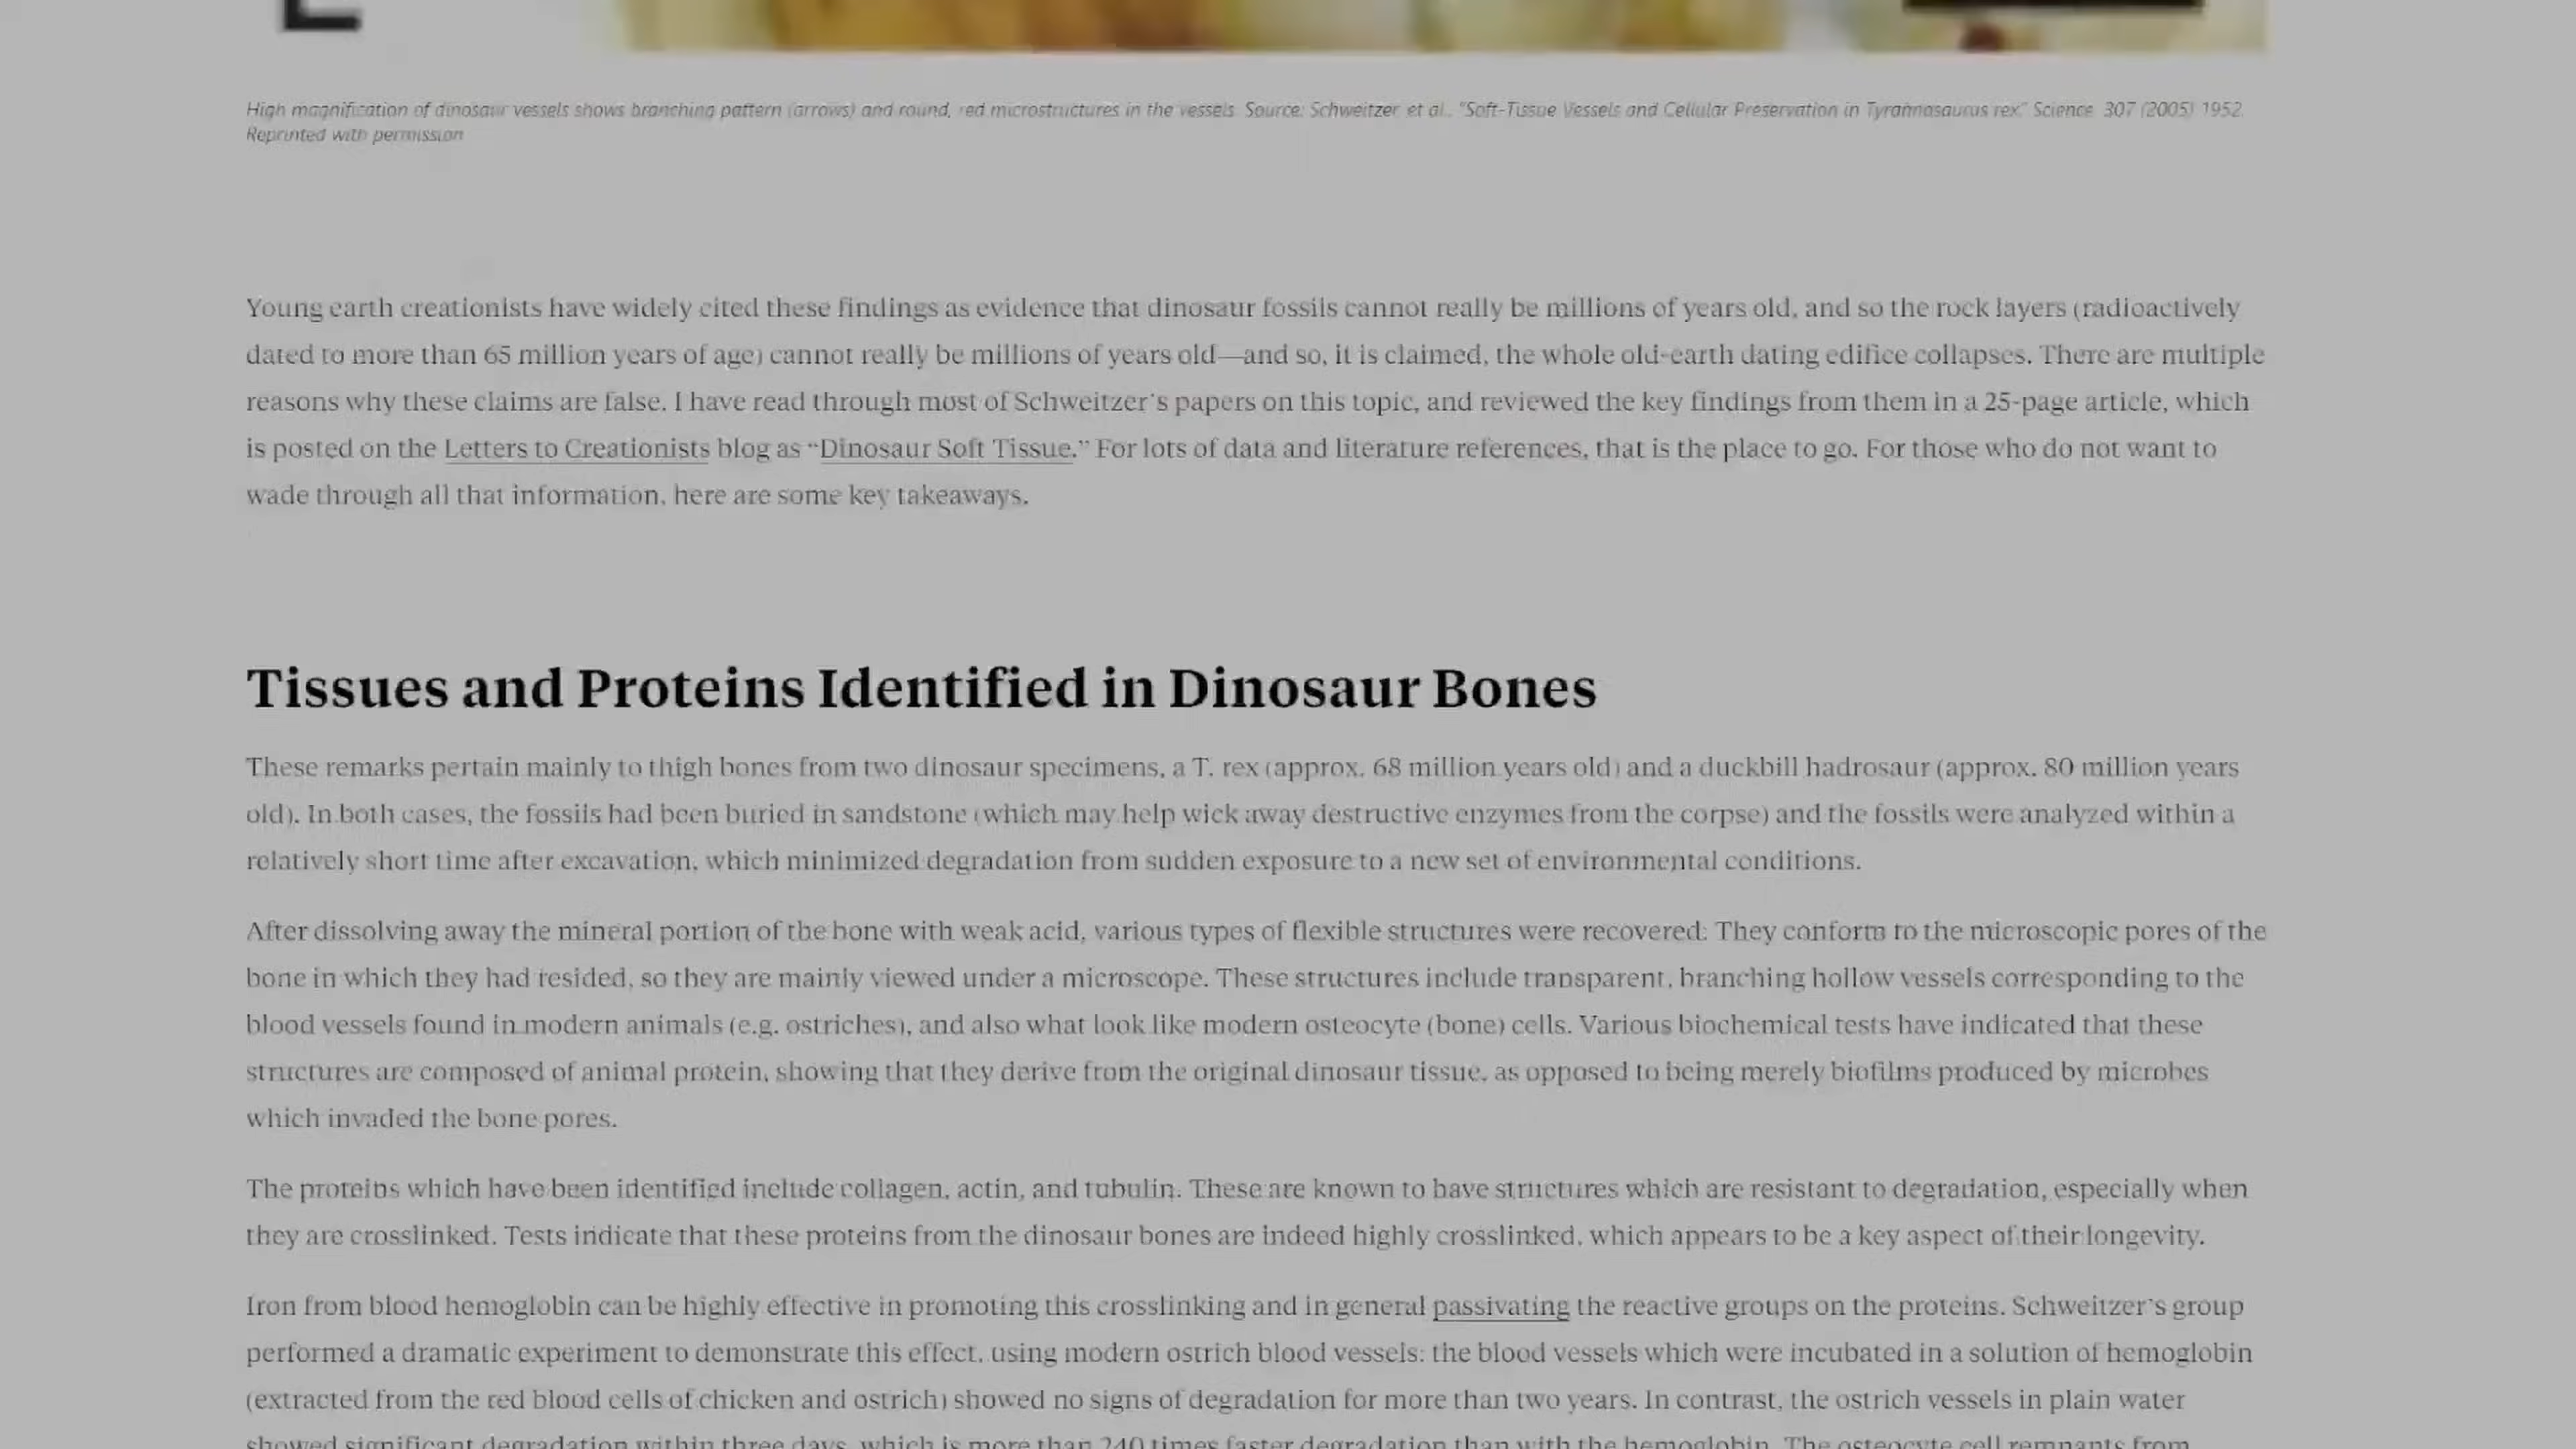 High magnification of dinosaur vessels shows branching pattern (arrows) and round, red microstructures in the vessels. Source: Schweitzer et al., "Soft-Tissue Vessels and Cellular Preservation in Tyrannosaurus rex" Science 307 (2005) 1952.
Reprinted with permission
Young earth creationists have widely cited these findings as evidence that dinosaur fossils cannot really be millions of years old, and so the rock layers (radioactively
dated to more than 65 million years of age) cannot really be millions of years old—and so, it is claimed, the whole old-earth dating edifice collapses. There are multiple
reasons why these claims are false. I have read through most of Schweitzer's papers on this topic, and reviewed the key findings from them in a 25-page article, which
is posted on the Letters to Creationists blog as “Dinosaur Soft Tissue.” For lots of data and literature references, that is the place to go. For those who do not want to
wade through all that information, here are some key takeaways.
Tissues and Proteins Identified in Dinosaur Bones
These remarks pertain mainly to thigh bones from two dinosaur specimens, a T. rex (approx. 68 million years old) and a duckbill hadrosaur (approx. 80 million years
old). In both cases, the fossils had been buried in sandstone (which may help wick away destructive enzymes from the corpse) and the fossils were analyzed within a
relatively short time after excavation, which minimized degradation from sudden exposure to a new set of environmental conditions.
After dissolving away the mineral portion of the bone with weak acid, various types of flexible structures were recovered. They conform to the microscopic pores of the
bone in which they had resided, so they are mainly viewed under a microscope. These structures include transparent, branching hollow vessels corresponding to the
blood vessels found in modern animals (e.g. ostriches), and also what look like modern osteocyte (bone) cells. Various biochemical tests have indicated that these
structures are composed of animal protein, showing that they derive from the original dinosaur tissue, as opposed to being merely biofilms produced by microbes
which invaded the bone pores.
The proteins which have been identified include collagen, actin, and tubulin. These are known to have structures which are resistant to degradation, especially when
they are crosslinked. Tests indicate that these proteins from the dinosaur bones are indeed highly crosslinked, which appears to be a key aspect of their longevity.
Iron from blood hemoglobin can be highly effective in promoting this crosslinking and in general passivating the reactive groups on the proteins. Schweitzer's group
performed a dramatic experiment to demonstrate this effect, using modern ostrich blood vessels: the blood vessels which were incubated in a solution of hemoglobin
(extracted from the red blood cells of chicken and ostrich) showed no signs of degradation for more than two years. In contrast, the ostrich vessels in plain water
showed significant degradation within three days, which is more than 240 times faster degradation than with the hemoglobin. The osteocyte cell remnants from